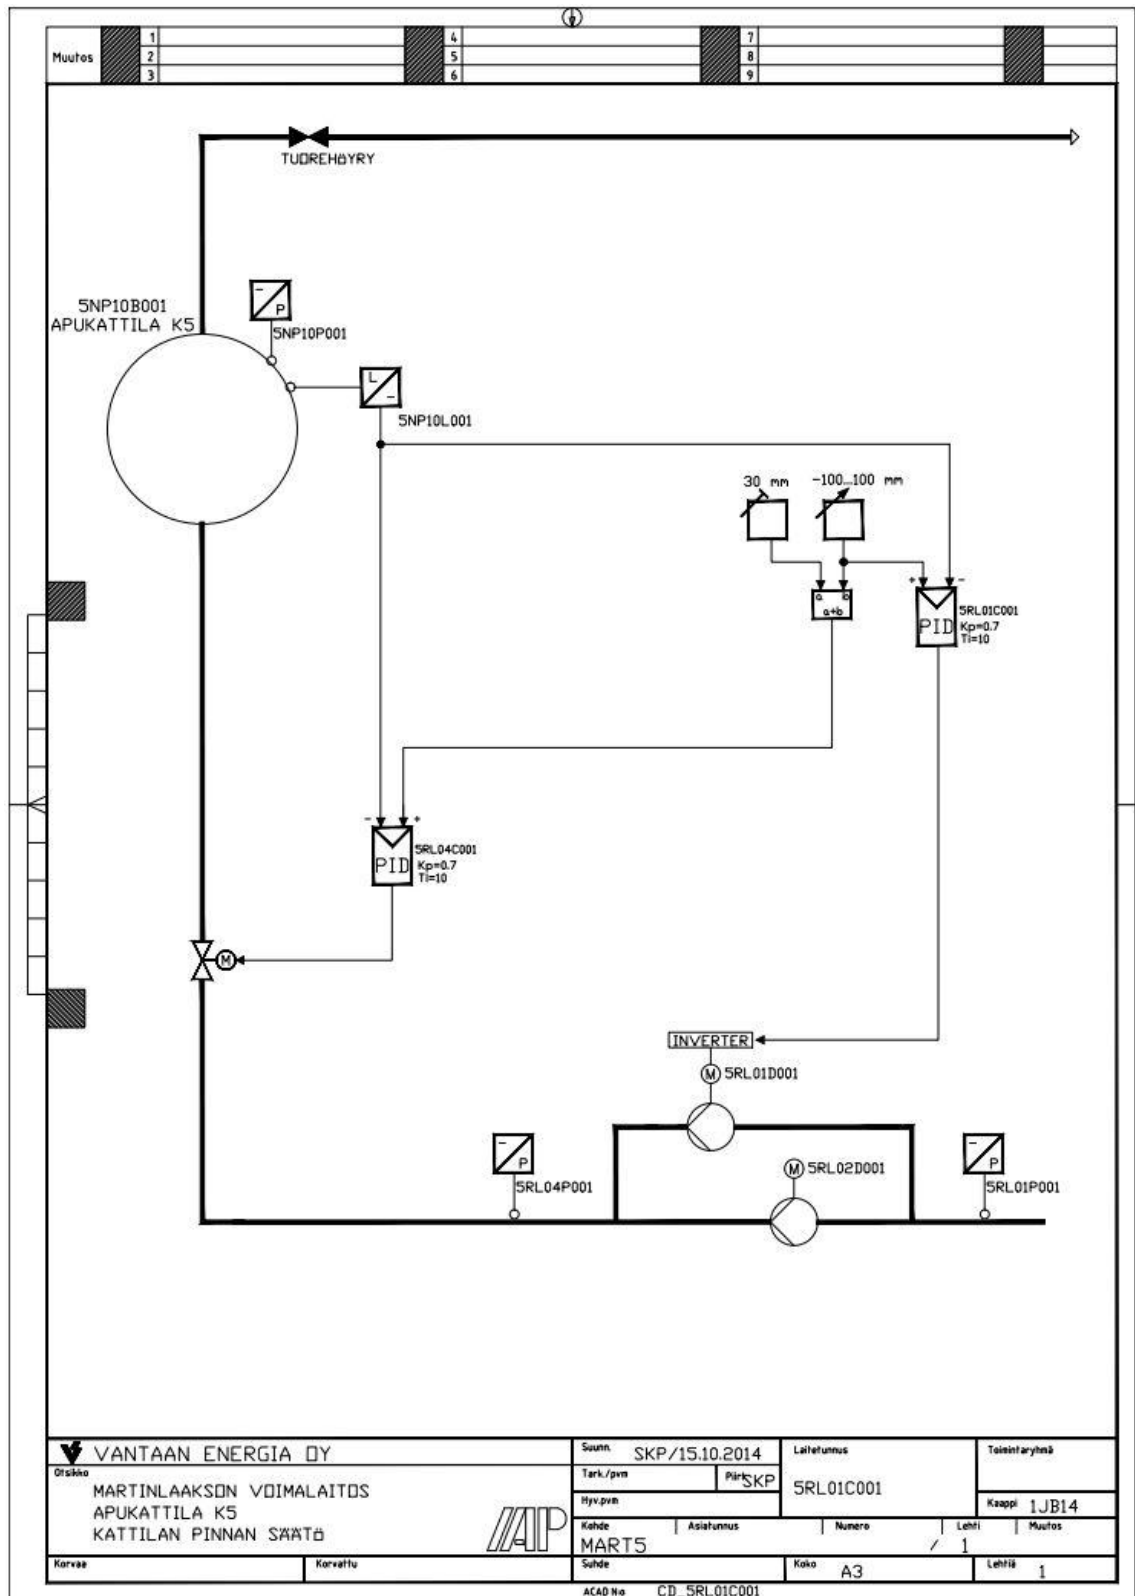 Muutos
1
2
3
4
5
6
7
8
9
TUOREHÖYRY
5NP10B001
APUKATTILA K5
-
P
5NP10P001
L
-
5NP10L001
30 mm
-100...100 mm
a
b
a+b
+
-
PID
5RL01C001
Kp=0.7
Ti=10
-
+
PID
5RL04C001
Kp=0.7
Ti=10
M
INVERTER
M
5RL01D001
-
P
5RL04P001
M
5RL02D001
-
P
5RL01P001
VANTAAN ENERGIA OY
Otsikko
MARTINLAAKSON VOIMALAITOS
APUKATTILA K5
KATTILAN PINNAN SÄÄTÖ
Korvaa
Korvattu
Suunn. SKP/15.10.2014
Tark./pvm
Piirt. SKP
Hyv.pvm
Laitetunnus
5RL01C001
Toimintaryhmä
Kaappi 1JB14
Kohde
MART5
Asiatunnus
Numero
/
Lehti
1
Muutos
Suhde
Koko A3
Lehtiä 1
ACAD No CD_5RL01C001